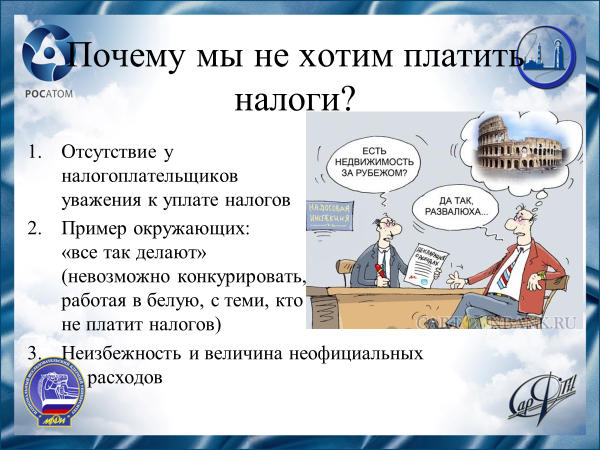 Почему мы не хотим платить
налоги?
РОСАТОМ
1. Отсутствие у
налогоплательщиков
уважения к уплате налогов
2. Пример окружающих:
«все так делают»
(невозможно конкурировать,
работая в белую, с теми, кто
не платит налогов)
3. Неизбежность и величина неофициальных
расходов
ЕСТЬ
НЕДВИЖИМОСТЬ
ЗА РУБЕЖОМ?
ДА ТАК,
РАЗВАЛЮХА...
НАЛОГОВАЯ
ИНСПЕКЦИЯ
ДЕКЛАРАЦИЯ
О ДОХОДАХ
CARTOONBANK.RU
МИФИ
СарФТИ